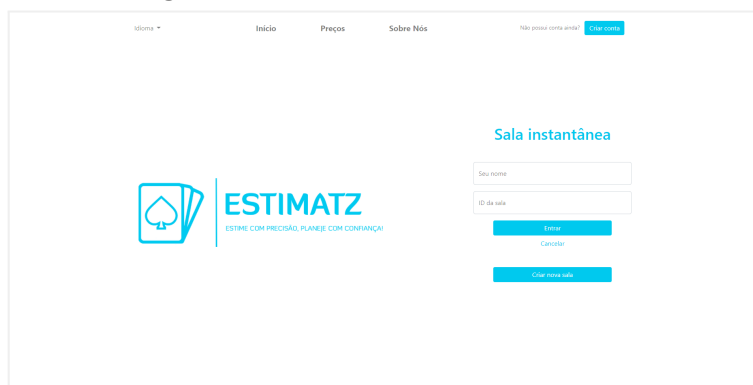 Idioma
Início
Preços
Sobre Nós
Não possui conta ainda?
Criar conta
Sala instantânea
Seu nome
ID da sala
Entrar
Cancelar
Criar nova sala
ESTIMATZ
ESTIME COM PRECISÃO, PLANEJE COM CONFIANÇA!